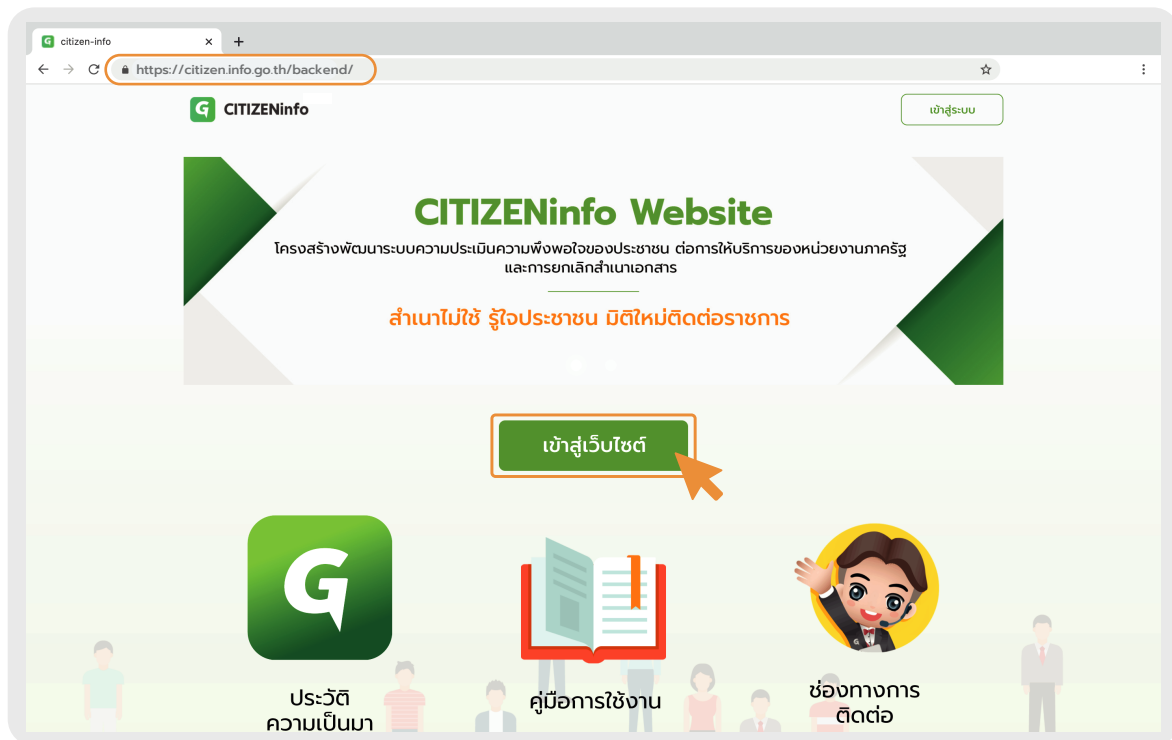 citizen-info
https://citizen.info.go.th/backend/
G CITIZENinfo
เข้าสู่ระบบ
CITIZENinfo Website
โครงสร้างพัฒนาระบบความประเมินความพึงพอใจของประชาชน ต่อการให้บริการของหน่วยงานภาครัฐ
และการยกเลิกสำเนาเอกสาร
สำเนาไม่ใช้ รู้ใจประชาชน มิติใหม่ติดต่อราชการ
เข้าสู่เว็บไซต์
G
ประวัติ
ความเป็นมา
คู่มือการใช้งาน
ช่องทางการ
ติดต่อ